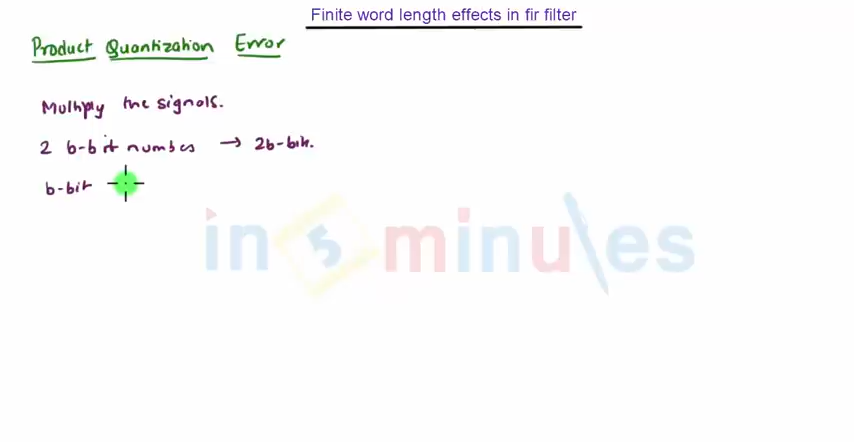 Finite word length effects in fir filter
Product Quantization Error
Multiply the signals.
2 b-bit numbers → 2b-bits.
b-bit
in 5 minutes